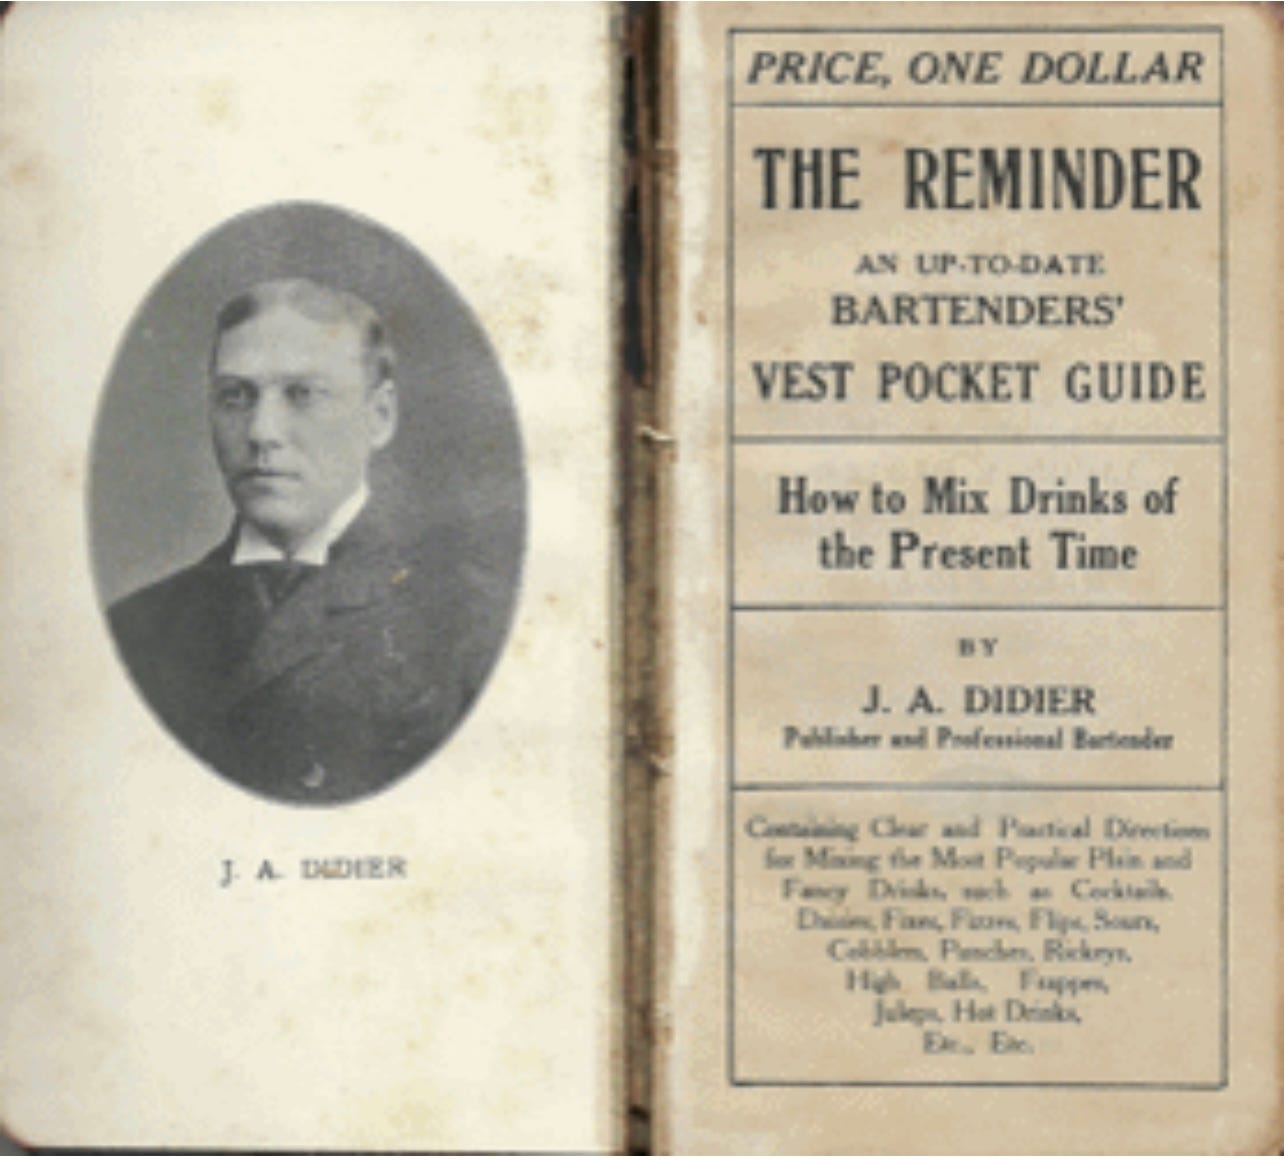 J. A. DIDIER
PRICE, ONE DOLLAR
THE REMINDER
AN UP-TO-DATE
BARTENDERS'
VEST POCKET GUIDE
How to Mix Drinks of
the Present Time
BY
J. A. DIDIER
Publisher and Professional Bartender
Containing Clear and Practical Directions
for Mixing the Most Popular Plain and
Fancy Drinks, such as Cocktails,
Daisies, Fixes, Fizzes, Flips, Sours,
Cobblers, Punches, Rickeys,
High Balls, Frappes,
Juleps, Hot Drinks,
Etc., Etc.